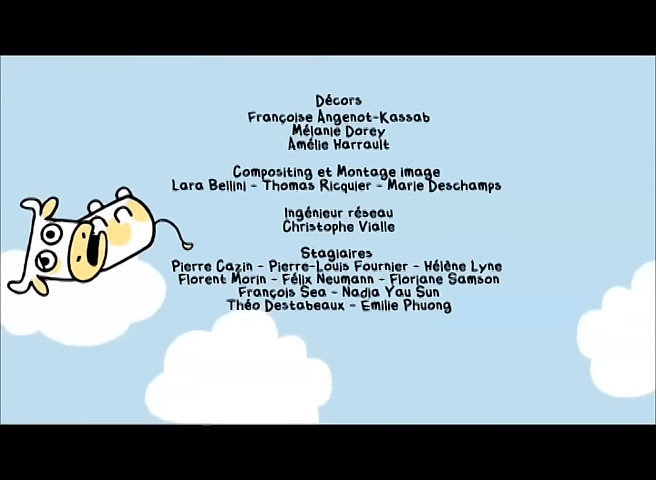 Décors
Françoise Angenot-Kassab
Mélanie Dorey
Amélie Harrault
Compositing et Montage image
Lara Bellini - Thomas Ricquier - Marie Deschamps
Ingénieur réseau
Christophe Vialle
Stagiaires
Pierre Cazin - Pierre-Louis Fournier - Hélène Lyne
Florent Morin - Félix Neumann - Floriane Samson
François Sea - Nadja Yau Sun
Théo Destabeaux - Emilie Phuong